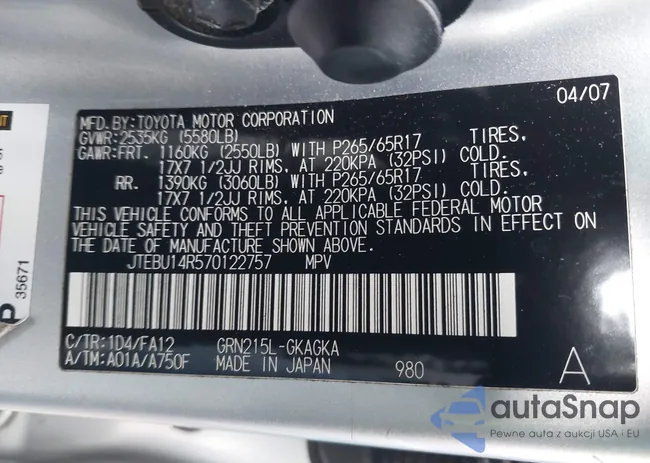 04/07
MFD.BY:TOYOTA MOTOR CORPORATION
GVWR:2535KG (5580LB)
GAWR:FRT. 1160KG (2550LB) WITH P265/65R17 TIRES,
17X7 1/2JJ RIMS, AT 220KPA (32PSI) COLD.
RR. 1390KG (3060LB) WITH P265/65R17 TIRES,
17X7 1/2JJ RIMS, AT 220KPA (32PSI) COLD.
THIS VEHICLE CONFORMS TO ALL APPLICABLE FEDERAL MOTOR
VEHICLE SAFETY AND THEFT PREVENTION STANDARDS IN EFFECT ON
THE DATE OF MANUFACTURE SHOWN ABOVE.
JTEBU14R570122757 MPV
C/TR:1D4/FA12 GRN215L-GKAGKA
A/TM:A01A/A750F MADE IN JAPAN 980 A
35671
P
autaSnap
Pewne auta z aukcji USA i EU